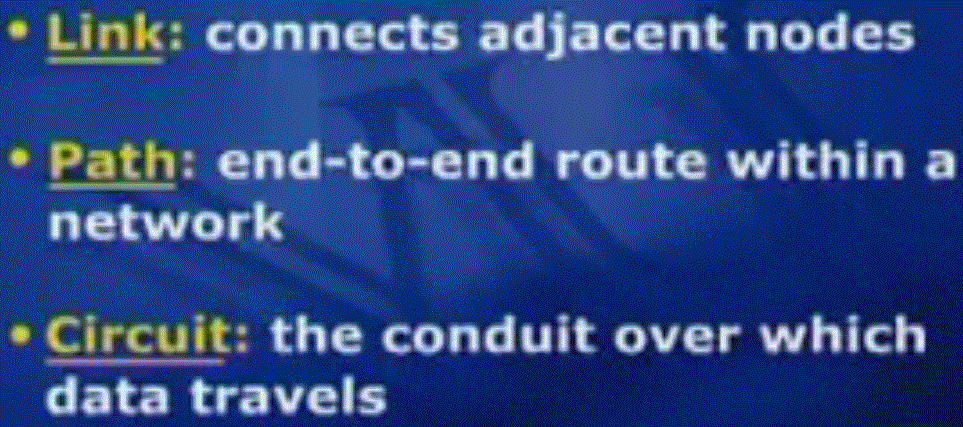 • Link: connects adjacent nodes
• Path: end-to-end route within a
network
• Circuit: the conduit over which
data travels